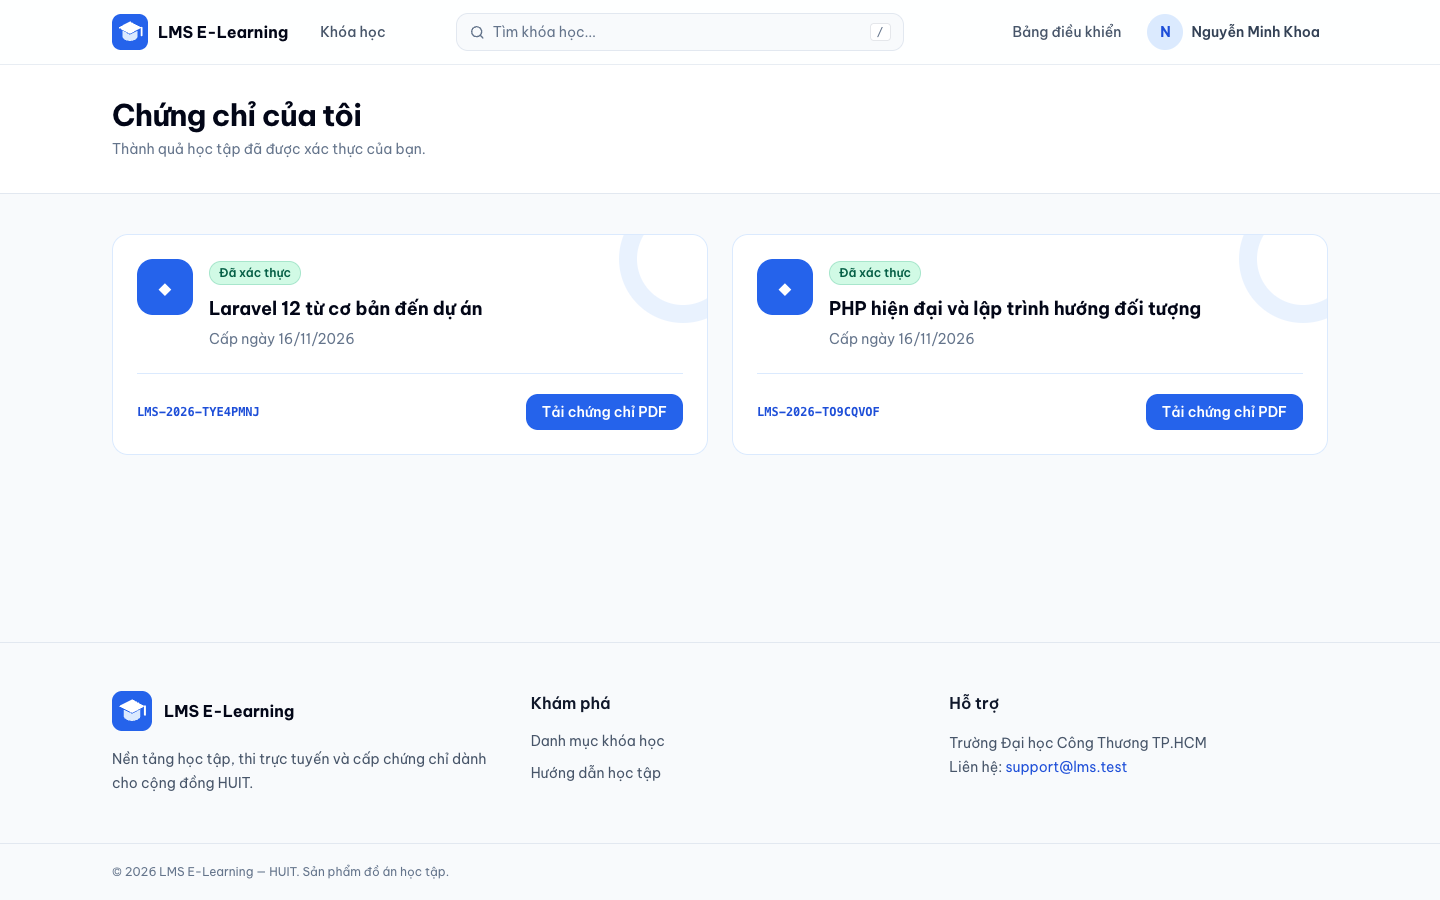 LMS E-Learning
Khóa học
Tìm khóa học...
/
Bảng điều khiển
N
Nguyễn Minh Khoa
Chứng chỉ của tôi
Thành quả học tập đã được xác thực của bạn.
Đã xác thực
Laravel 12 từ cơ bản đến dự án
Cấp ngày 16/11/2026
LMS-2026-TYE4PMNJ
Tải chứng chỉ PDF
Đã xác thực
PHP hiện đại và lập trình hướng đối tượng
Cấp ngày 16/11/2026
LMS-2026-TO9CQVOF
Tải chứng chỉ PDF
LMS E-Learning
Nền tảng học tập, thi trực tuyến và cấp chứng chỉ dành
cho cộng đồng HUIT.
Khám phá
Danh mục khóa học
Hướng dẫn học tập
Hỗ trợ
Trường Đại học Công Thương TP.HCM
Liên hệ: support@lms.test
© 2026 LMS E-Learning — HUIT. Sản phẩm đồ án học tập.